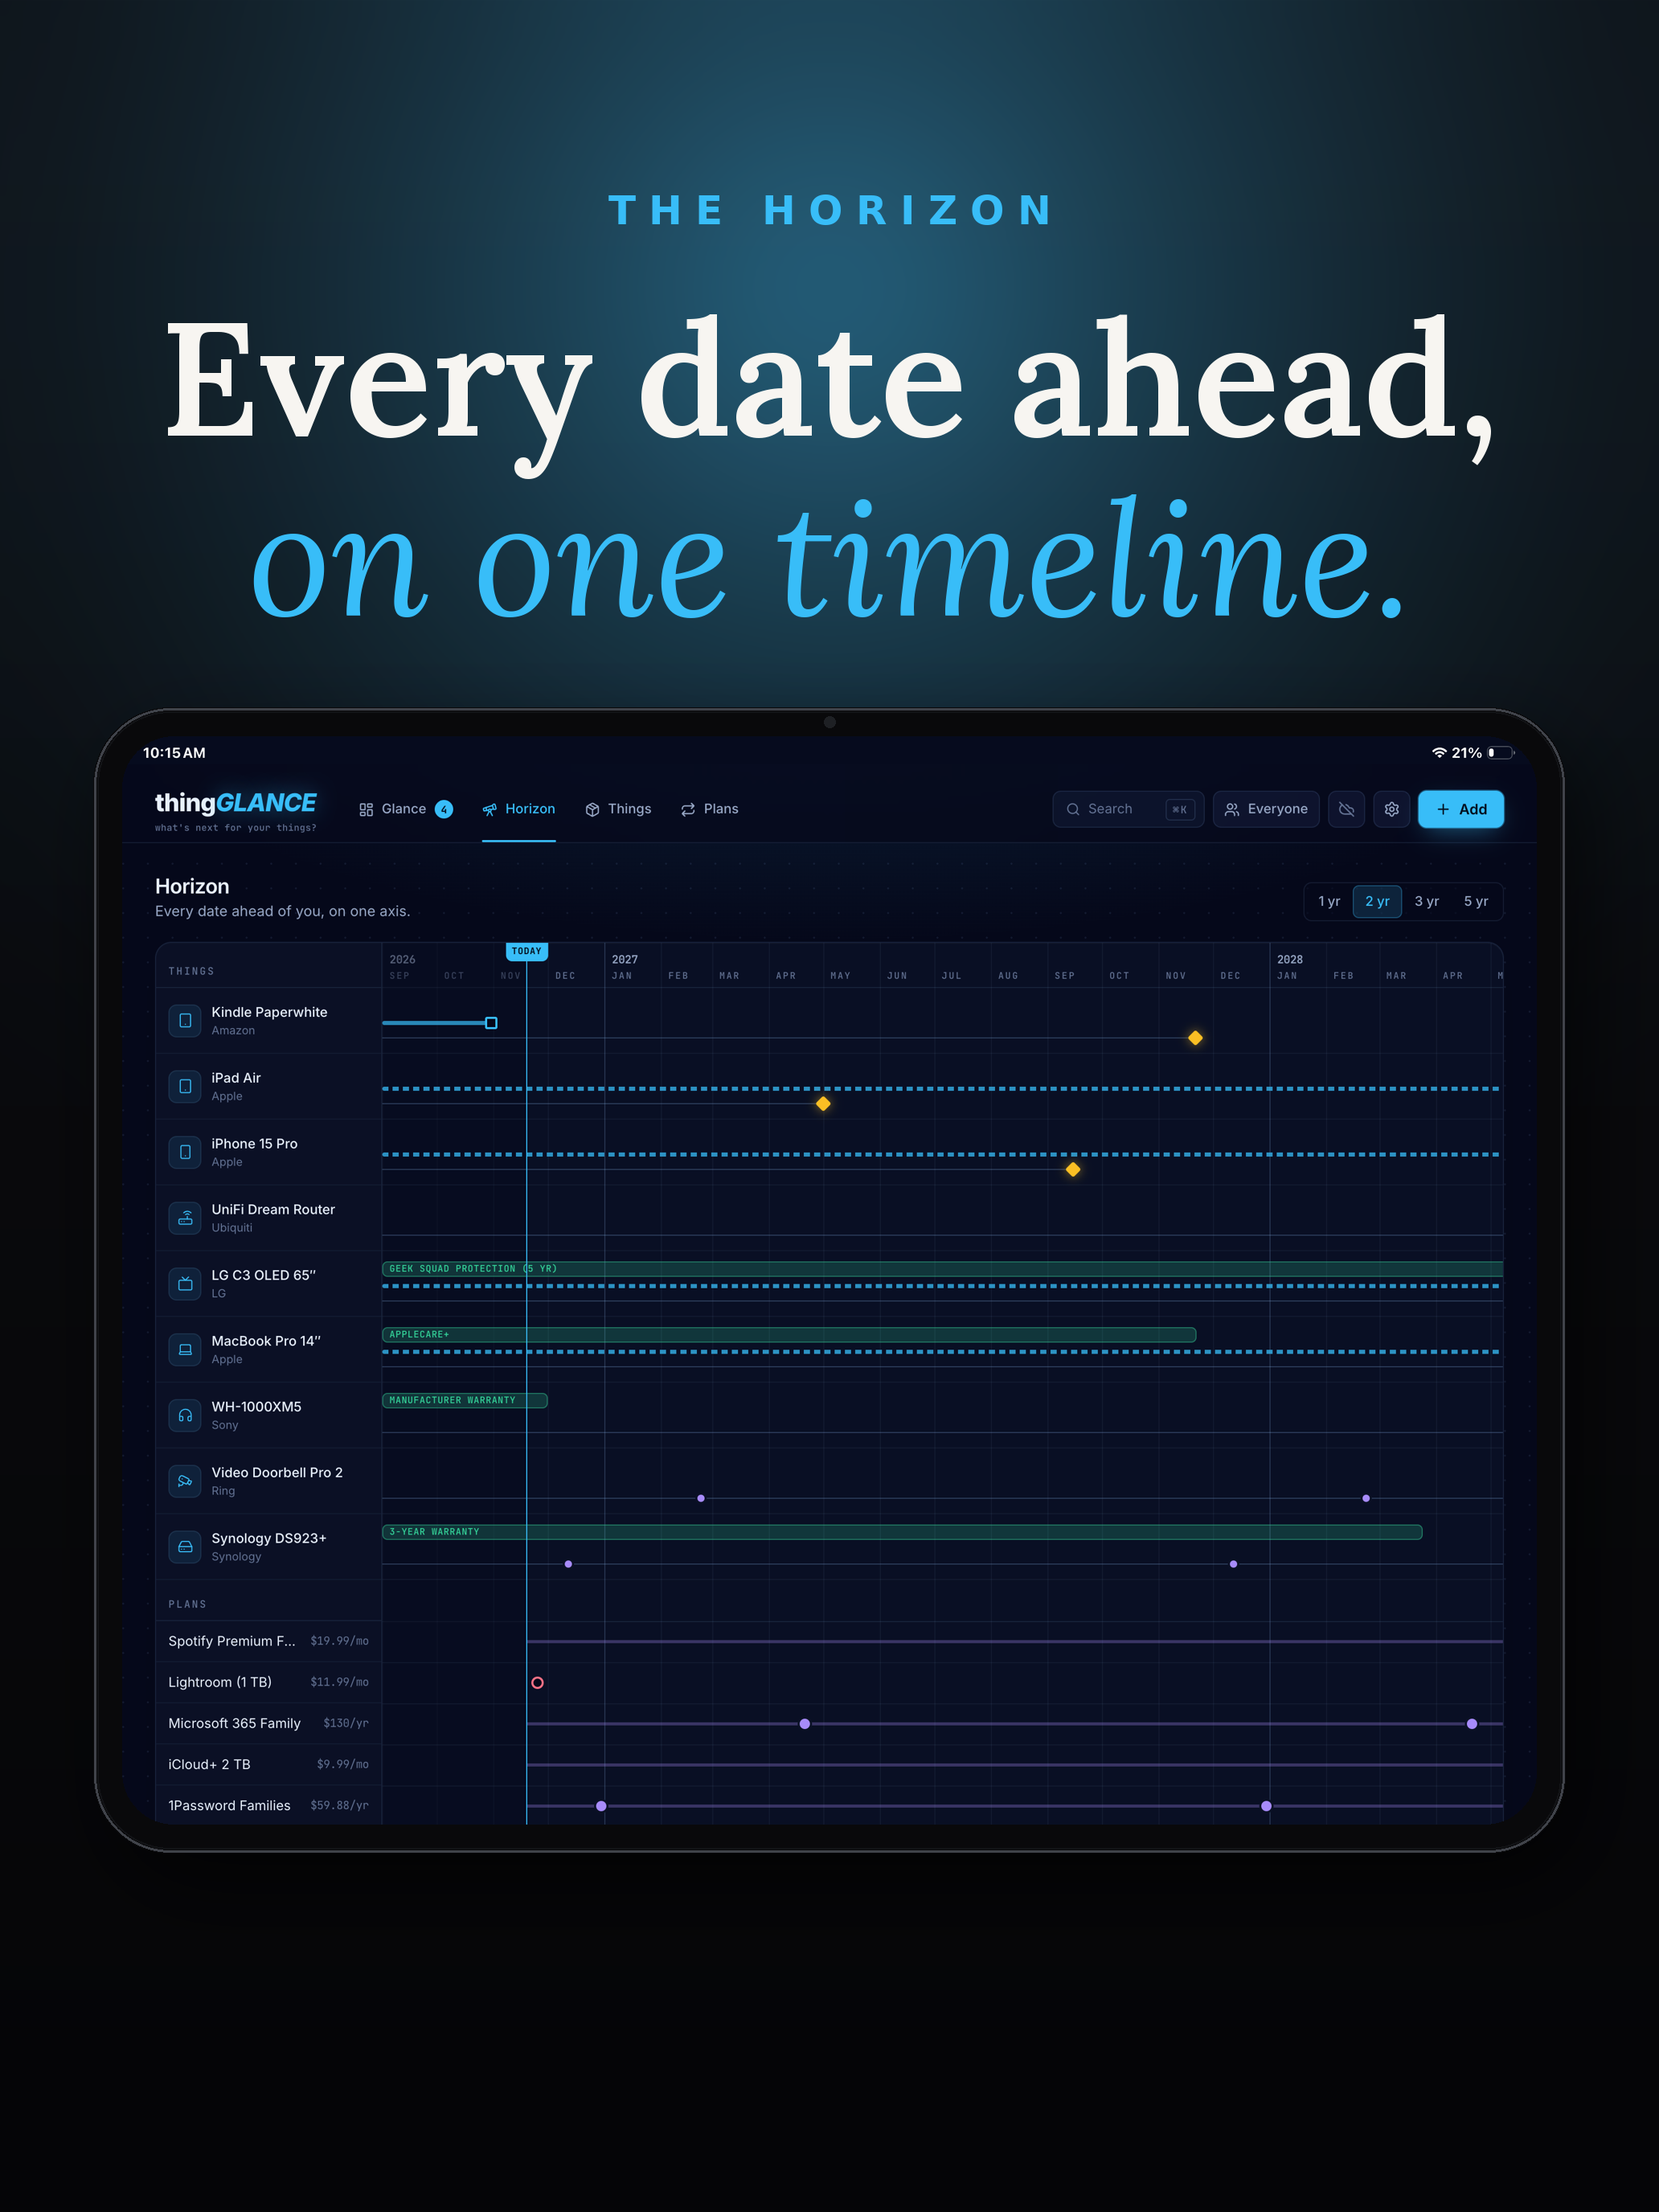 THE HORIZON
Every date ahead,
on one timeline.
10:15 AM
21%
thingGLANCE
what's next for your things?
Glance 4
Horizon
Things
Plans
Search ⌘K
Everyone
+ Add
Horizon
Every date ahead of you, on one axis.
1 yr 2 yr 3 yr 5 yr
TODAY
THINGS
2026 2027 2028
SEP OCT NOV DEC JAN FEB MAR APR MAY JUN JUL AUG SEP OCT NOV DEC JAN FEB MAR APR M
Kindle Paperwhite
Amazon
iPad Air
Apple
iPhone 15 Pro
Apple
UniFi Dream Router
Ubiquiti
LG C3 OLED 65″
LG
GEEK SQUAD PROTECTION (5 YR)
MacBook Pro 14″
Apple
APPLECARE+
WH-1000XM5
Sony
MANUFACTURER WARRANTY
Video Doorbell Pro 2
Ring
Synology DS923+
Synology
3-YEAR WARRANTY
PLANS
Spotify Premium F... $19.99/mo
Lightroom (1 TB) $11.99/mo
Microsoft 365 Family $130/yr
iCloud+ 2 TB $9.99/mo
1Password Families $59.88/yr